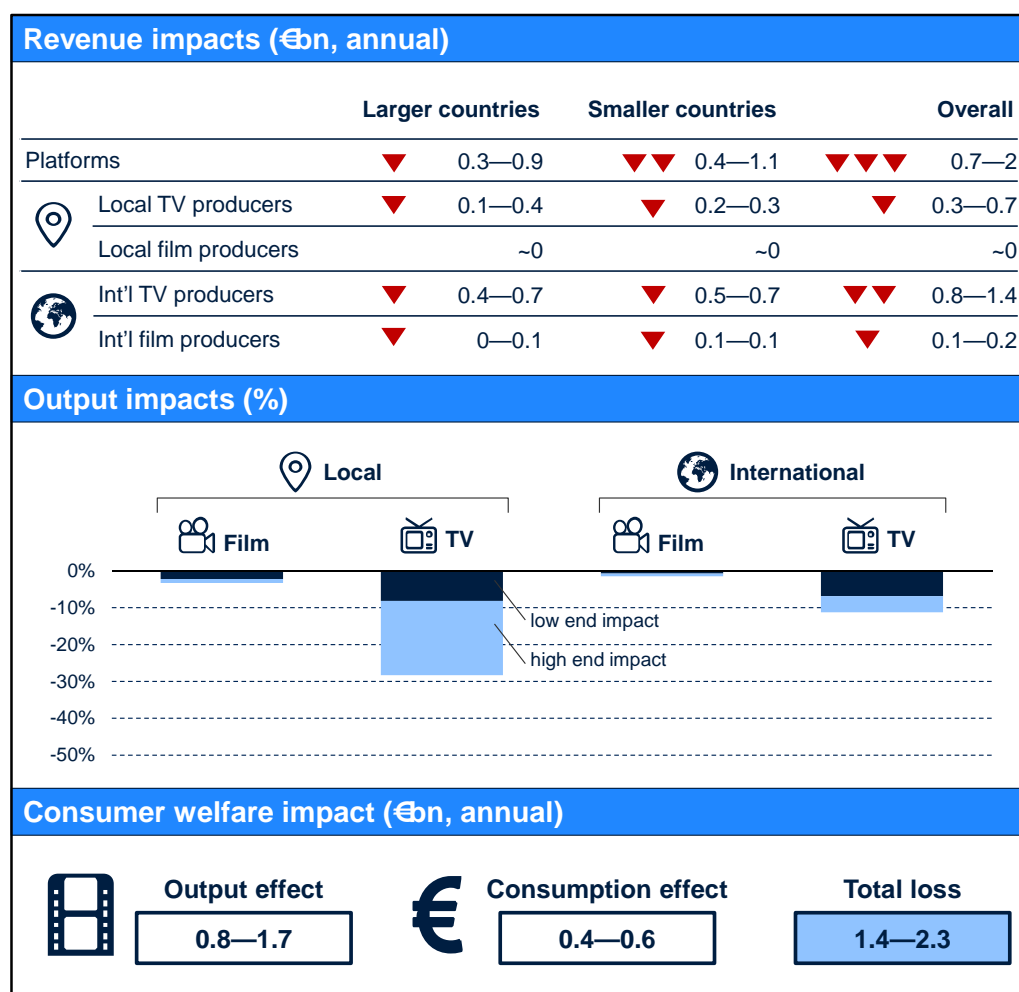 Revenue impacts (€bn, annual)
Larger countries Smaller countries Overall
Platforms 0.3—0.9 0.4—1.1 0.7—2
Local TV producers 0.1—0.4 0.2—0.3 0.3—0.7
Local film producers ~0 ~0 ~0
Int'l TV producers 0.4—0.7 0.5—0.7 0.8—1.4
Int'l film producers 0—0.1 0.1—0.1 0.1—0.2
Output impacts (%)
Local International
Film TV Film TV
0%
-10%
low end impact
-20%
high end impact
-30%
-40%
-50%
Consumer welfare impact (€bn, annual)
Output effect Consumption effect Total loss
0.8—1.7 0.4—0.6 1.4—2.3